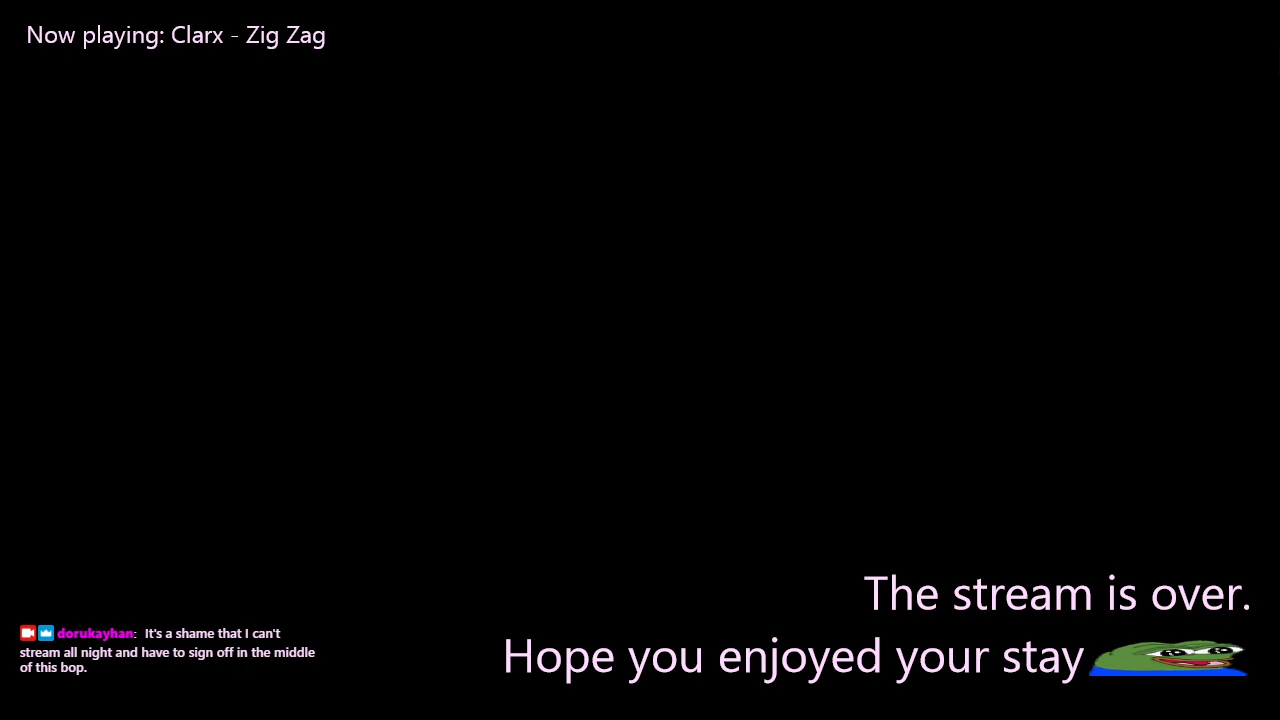 Now playing: Clarx - Zig Zag
The stream is over.
Hope you enjoyed your stay
dorukayhan: It's a shame that I can't
stream all night and have to sign off in the middle
of this bop.